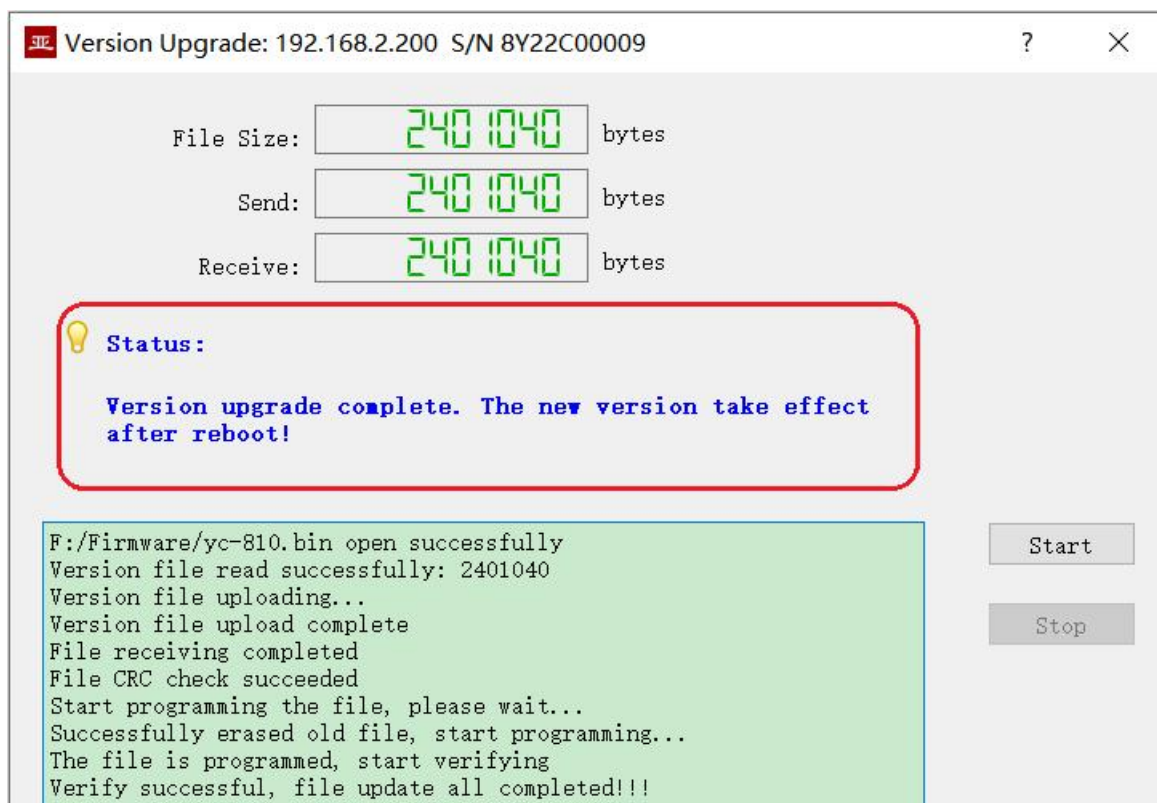 亚 Version Upgrade: 192.168.2.200 S/N 8Y22C00009 ? ×
File Size: 2401040 bytes
Send: 2401040 bytes
Receive: 2401040 bytes
Status:
Version upgrade complete. The new version take effect
after reboot!
F:/Firmware/yc-810.bin open successfully
Version file read successfully: 2401040
Version file uploading...
Version file upload complete
File receiving completed
File CRC check succeeded
Start programming the file, please wait...
Successfully erased old file, start programming...
The file is programmed, start verifying
Verify successful, file update all completed!!!
Start
Stop